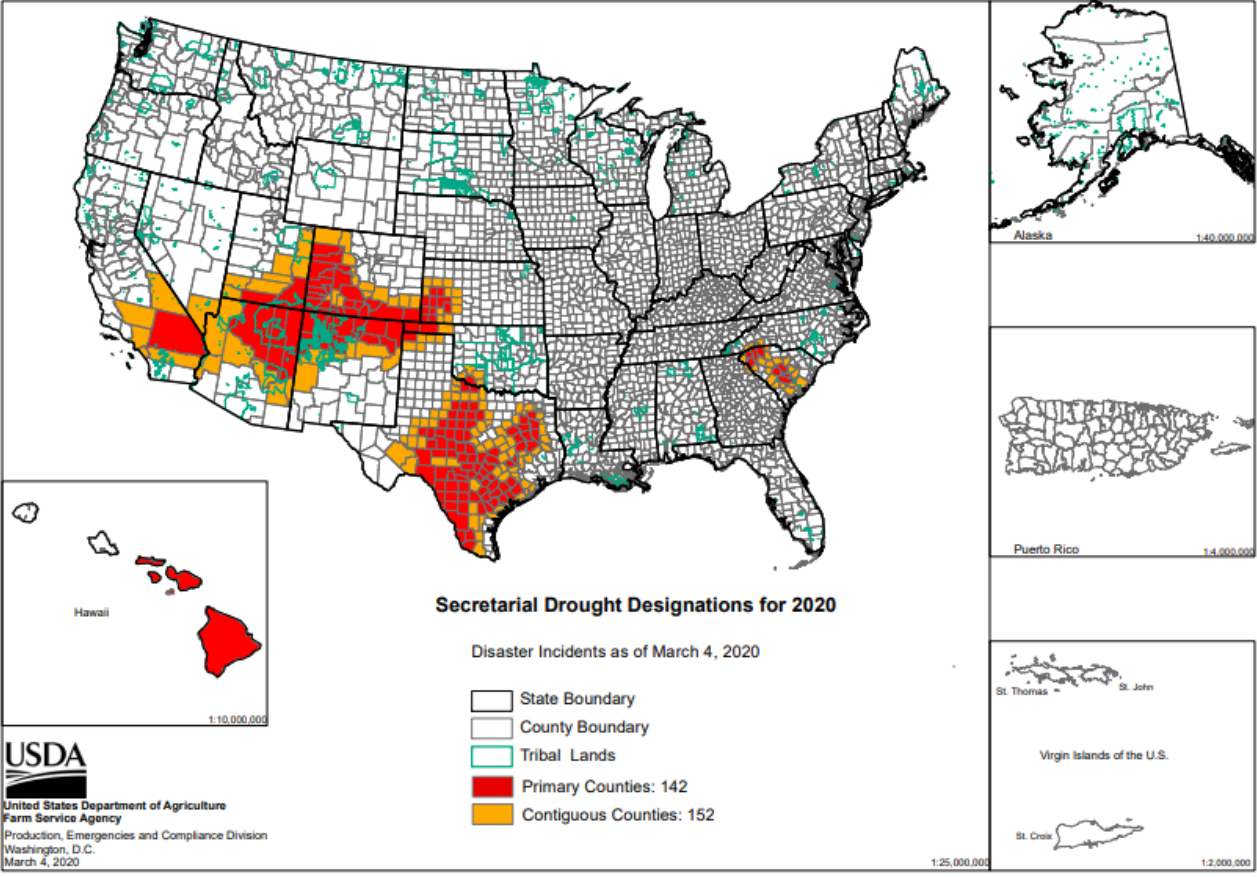 Alaska
1:40,000,000
Puerto Rico
1:4,000,000
Hawaii
1:10,000,000
Secretarial Drought Designations for 2020
Disaster Incidents as of March 4, 2020
State Boundary
County Boundary
Tribal Lands
Primary Counties: 142
Contiguous Counties: 152
1:25,000,000
St. Thomas
St. John
Virgin Islands of the U.S.
St. Croix
1:2,000,000
USDA
United States Department of Agriculture
Farm Service Agency
Production, Emergencies and Compliance Division
Washington, D.C.
March 4, 2020